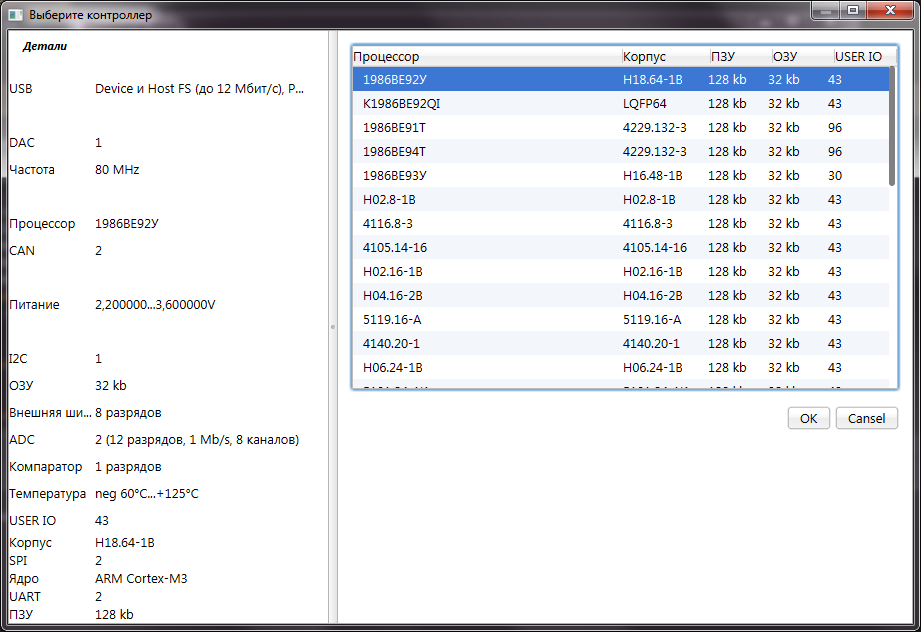 Выберите контроллер
Детали
USB Device и Host FS (до 12 Мбит/с), P...
DAC 1
Частота 80 MHz
Процессор 1986ВЕ92У
CAN 2
Питание 2,200000...3,600000V
I2C 1
ОЗУ 32 kb
Внешняя ши... 8 разрядов
ADC 2 (12 разрядов, 1 Mb/s, 8 каналов)
Компаратор 1 разрядов
Температура neg 60°C...+125°C
USER IO 43
Корпус H18.64-1B
SPI 2
Ядро ARM Cortex-M3
UART 2
ПЗУ 128 kb
Процессор Корпус ПЗУ ОЗУ USER IO
1986ВЕ92У H18.64-1B 128 kb 32 kb 43
K1986BE92QI LQFP64 128 kb 32 kb 43
1986ВЕ91Т 4229.132-3 128 kb 32 kb 96
1986ВЕ94Т 4229.132-3 128 kb 32 kb 96
1986ВЕ93У H16.48-1B 128 kb 32 kb 30
H02.8-1B H02.8-1B 128 kb 32 kb 43
4116.8-3 4116.8-3 128 kb 32 kb 43
4105.14-16 4105.14-16 128 kb 32 kb 43
H02.16-1B H02.16-1B 128 kb 32 kb 43
H04.16-2B H04.16-2B 128 kb 32 kb 43
5119.16-A 5119.16-A 128 kb 32 kb 43
4140.20-1 4140.20-1 128 kb 32 kb 43
H06.24-1B H06.24-1B 128 kb 32 kb 43
OK Cansel